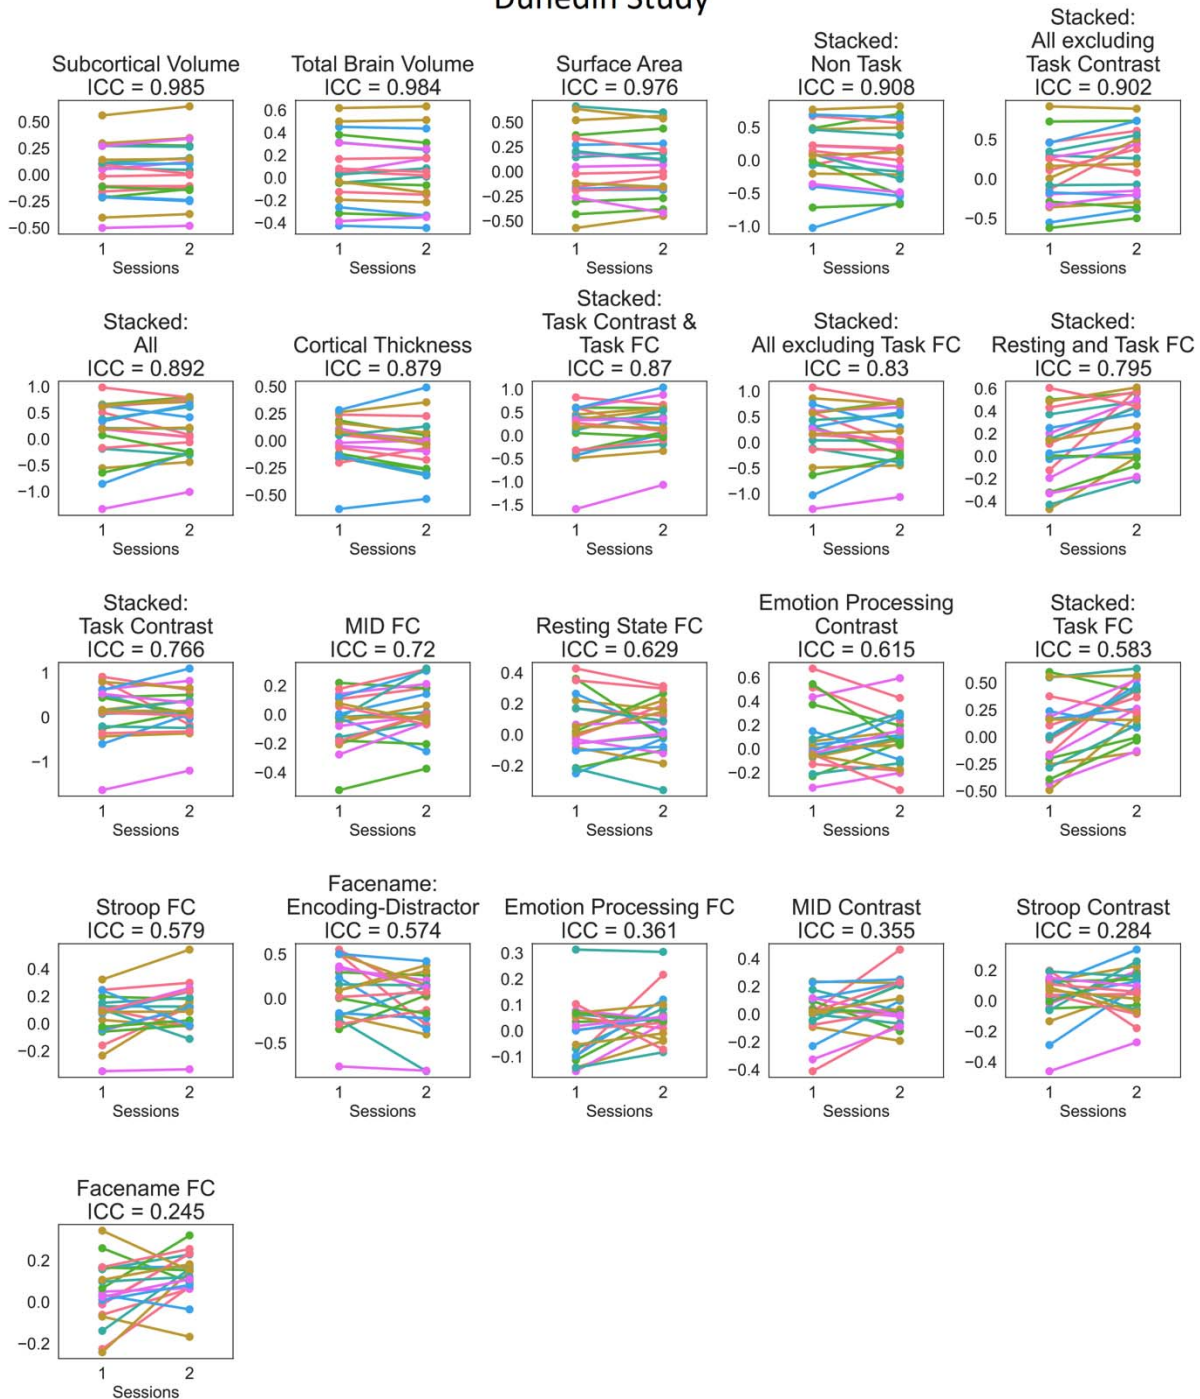 Dunedin Study
Subcortical Volume
ICC = 0.985
0.50
0.25
0.00
−0.25
−0.50
1 2
Sessions
Total Brain Volume
ICC = 0.984
0.6
0.4
0.2
0.0
−0.2
−0.4
1 2
Sessions
Surface Area
ICC = 0.976
0.50
0.25
0.00
−0.25
−0.50
1 2
Sessions
Stacked:
Non Task
ICC = 0.908
0.5
0.0
−0.5
−1.0
1 2
Sessions
Stacked:
All excluding
Task Contrast
ICC = 0.902
0.5
0.0
−0.5
1 2
Sessions
Stacked:
All
ICC = 0.892
1.0
0.5
0.0
−0.5
−1.0
1 2
Sessions
Cortical Thickness
ICC = 0.879
0.50
0.25
0.00
−0.25
−0.50
1 2
Sessions
Stacked:
Task Contrast &
Task FC
ICC = 0.87
1.0
0.5
0.0
−0.5
−1.0
−1.5
1 2
Sessions
Stacked:
All excluding Task FC
ICC = 0.83
1.0
0.5
0.0
−0.5
−1.0
1 2
Sessions
Stacked:
Resting and Task FC
ICC = 0.795
0.6
0.4
0.2
0.0
−0.2
−0.4
1 2
Sessions
Stacked:
Task Contrast
ICC = 0.766
1
0
−1
1 2
Sessions
MID FC
ICC = 0.72
0.2
0.0
−0.2
−0.4
1 2
Sessions
Resting State FC
ICC = 0.629
0.4
0.2
0.0
−0.2
1 2
Sessions
Emotion Processing
Contrast
ICC = 0.615
0.6
0.4
0.2
0.0
−0.2
1 2
Sessions
Stacked:
Task FC
ICC = 0.583
0.50
0.25
0.00
−0.25
−0.50
1 2
Sessions
Stroop FC
ICC = 0.579
0.4
0.2
0.0
−0.2
1 2
Sessions
Facename:
Encoding-Distractor
ICC = 0.574
0.5
0.0
−0.5
1 2
Sessions
Emotion Processing FC
ICC = 0.361
0.3
0.2
0.1
0.0
−0.1
1 2
Sessions
MID Contrast
ICC = 0.355
0.4
0.2
0.0
−0.2
−0.4
1 2
Sessions
Stroop Contrast
ICC = 0.284
0.2
0.0
−0.2
−0.4
1 2
Sessions
Facename FC
ICC = 0.245
0.2
0.0
−0.2
1 2
Sessions